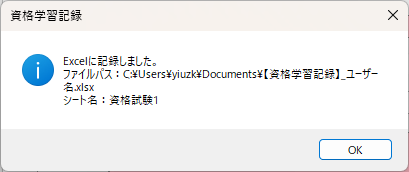 資格学習記録
Excelに記録しました。
ファイルパス：C:¥Users¥yiuzk¥Documents¥【資格学習記録】_ユーザー
名.xlsx
シート名：資格試験1
OK